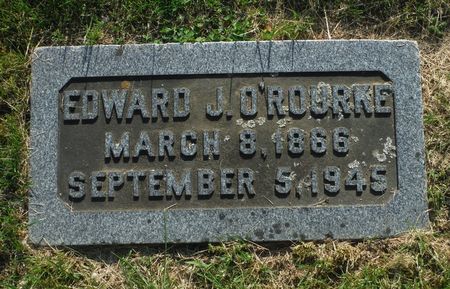 EDWARD J. O'ROURKE
MARCH 8, 1866
SEPTEMBER 5, 1945